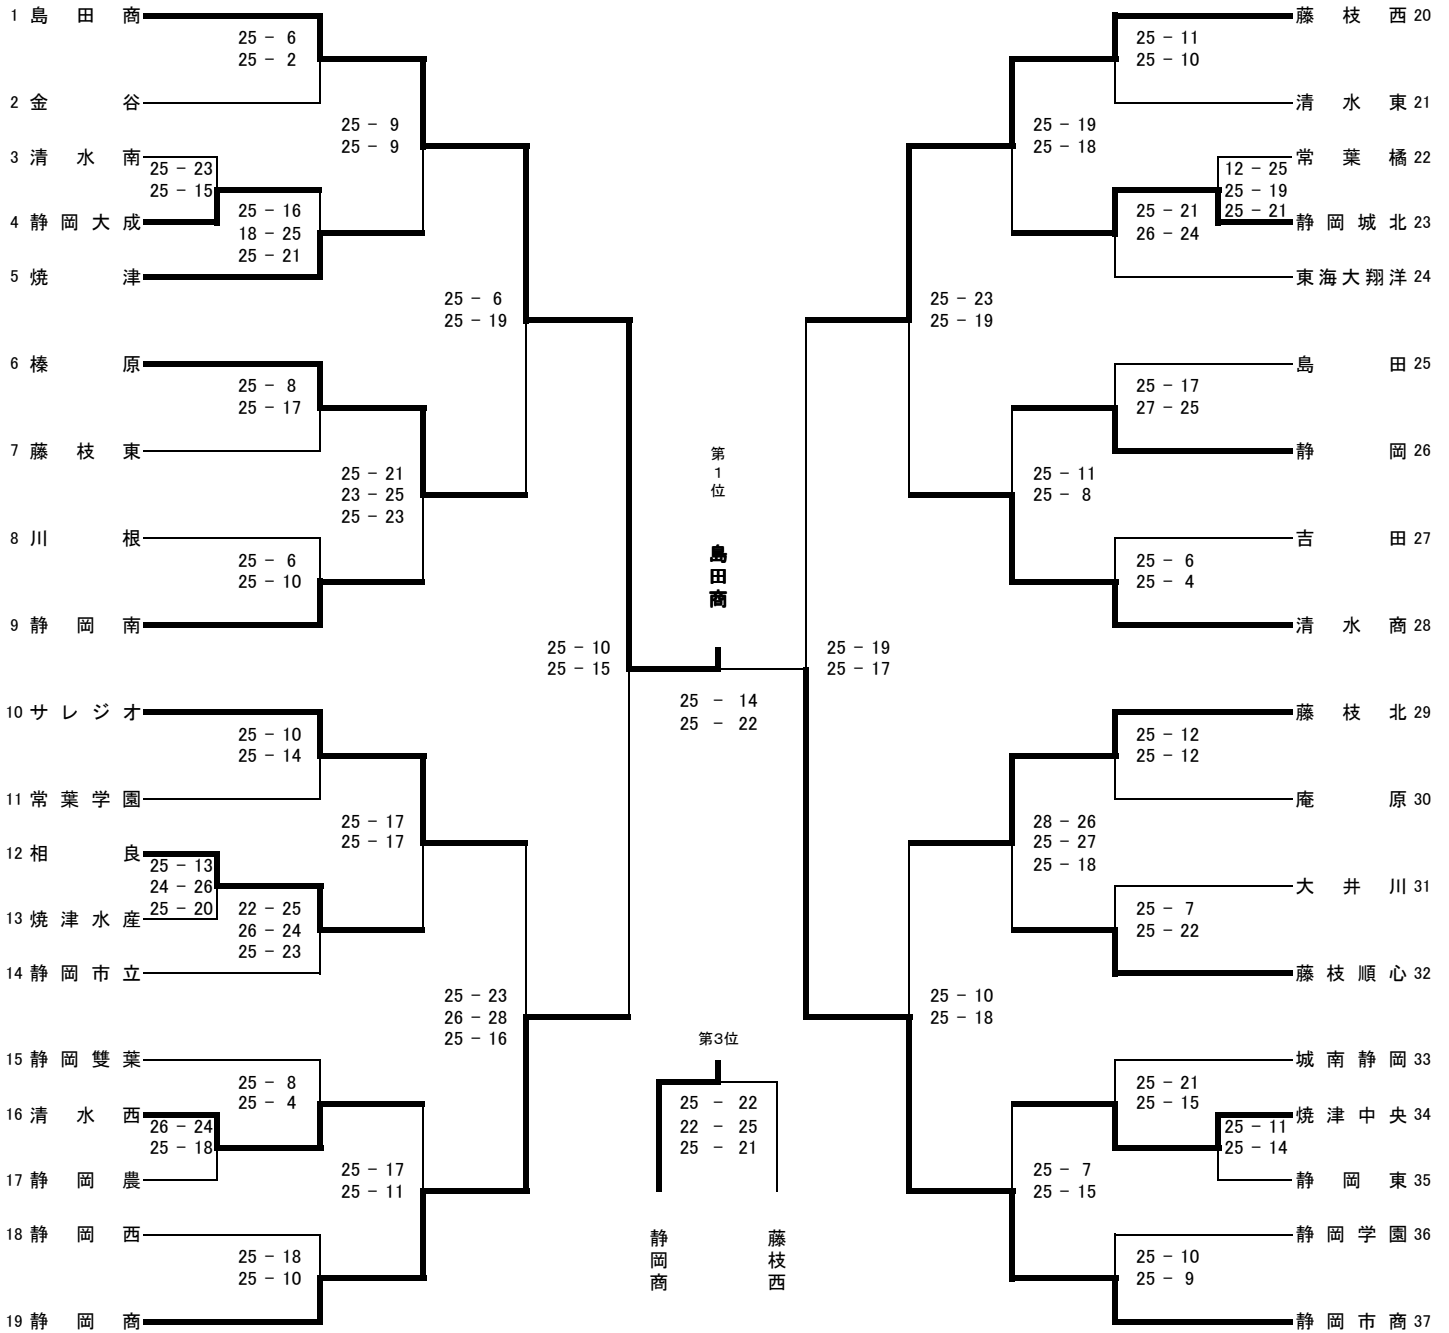 1 島田商
25 - 6
25 - 2
2 金谷
25 - 9
25 - 9
3 清水南
25 - 23
25 - 15
4 静岡大成
25 - 16
18 - 25
25 - 21
5 焼津
25 - 6
25 - 19
6 榛原
25 - 8
25 - 17
7 藤枝東
25 - 21
23 - 25
25 - 23
8 川根
25 - 6
25 - 10
9 静岡南
25 - 10
25 - 15
10 サレジオ
25 - 10
25 - 14
11 常葉学園
25 - 17
25 - 17
12 相良
25 - 13
24 - 26
25 - 20
13 焼津水産
22 - 25
26 - 24
25 - 23
14 静岡市立
25 - 23
26 - 28
25 - 16
15 静岡雙葉
25 - 8
25 - 4
16 清水西
26 - 24
25 - 18
17 静岡農
25 - 17
25 - 11
18 静岡西
25 - 18
25 - 10
19 静岡商
第1位
島田商
25 - 14
25 - 22
第3位
25 - 22
22 - 25
25 - 21
静岡商
藤枝西
藤枝西 20
25 - 11
25 - 10
清水東 21
25 - 19
25 - 18
常葉橘 22
12 - 25
25 - 19
25 - 21
静岡城北 23
25 - 21
26 - 24
東海大翔洋 24
25 - 23
25 - 19
島田 25
25 - 17
27 - 25
静岡 26
25 - 11
25 - 8
吉田 27
25 - 6
25 - 4
清水商 28
25 - 19
25 - 17
藤枝北 29
25 - 12
25 - 12
庵原 30
28 - 26
25 - 27
25 - 18
大井川 31
25 - 7
25 - 22
藤枝順心 32
25 - 10
25 - 18
城南静岡 33
25 - 21
25 - 15
焼津中央 34
25 - 11
25 - 14
静岡東 35
25 - 7
25 - 15
静岡学園 36
25 - 10
25 - 9
静岡市商 37